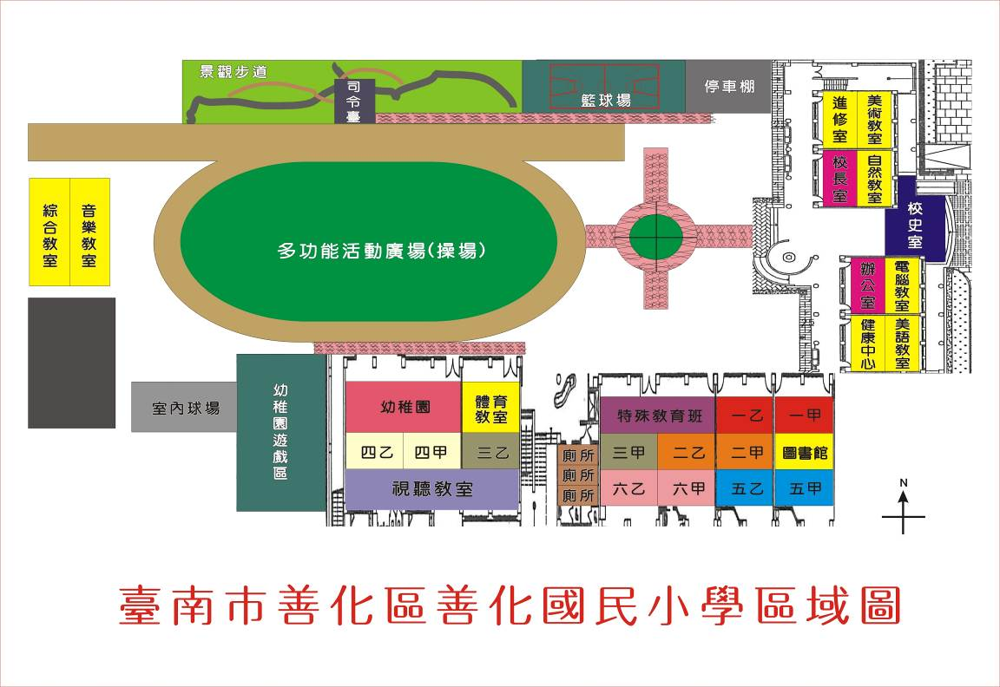 景觀步道
司令臺
籃球場
停車棚
進修室
美術教室
校長室
自然教室
校史室
綜合教室
音樂教室
多功能活動廣場(操場)
辦公室
電腦教室
健康中心
美語教室
室內球場
幼稚園遊戲區
幼稚園
體育教室
四乙
四甲
三乙
視聽教室
廁所
廁所
廁所
特殊教育班
一乙
一甲
三甲
二乙
二甲
圖書館
六乙
六甲
五乙
五甲
N
臺南市善化區善化國民小學區域圖